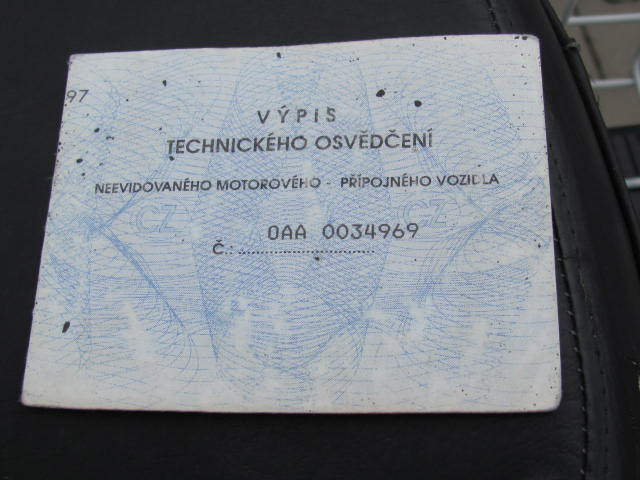 97
VÝPIS
TECHNICKÉHO OSVĚDČENÍ
NEEVIDOVANÉHO MOTOROVÉHO - PŘÍPOJNÉHO VOZIDLA
CZ CZ
Č.: 0AA 0034969